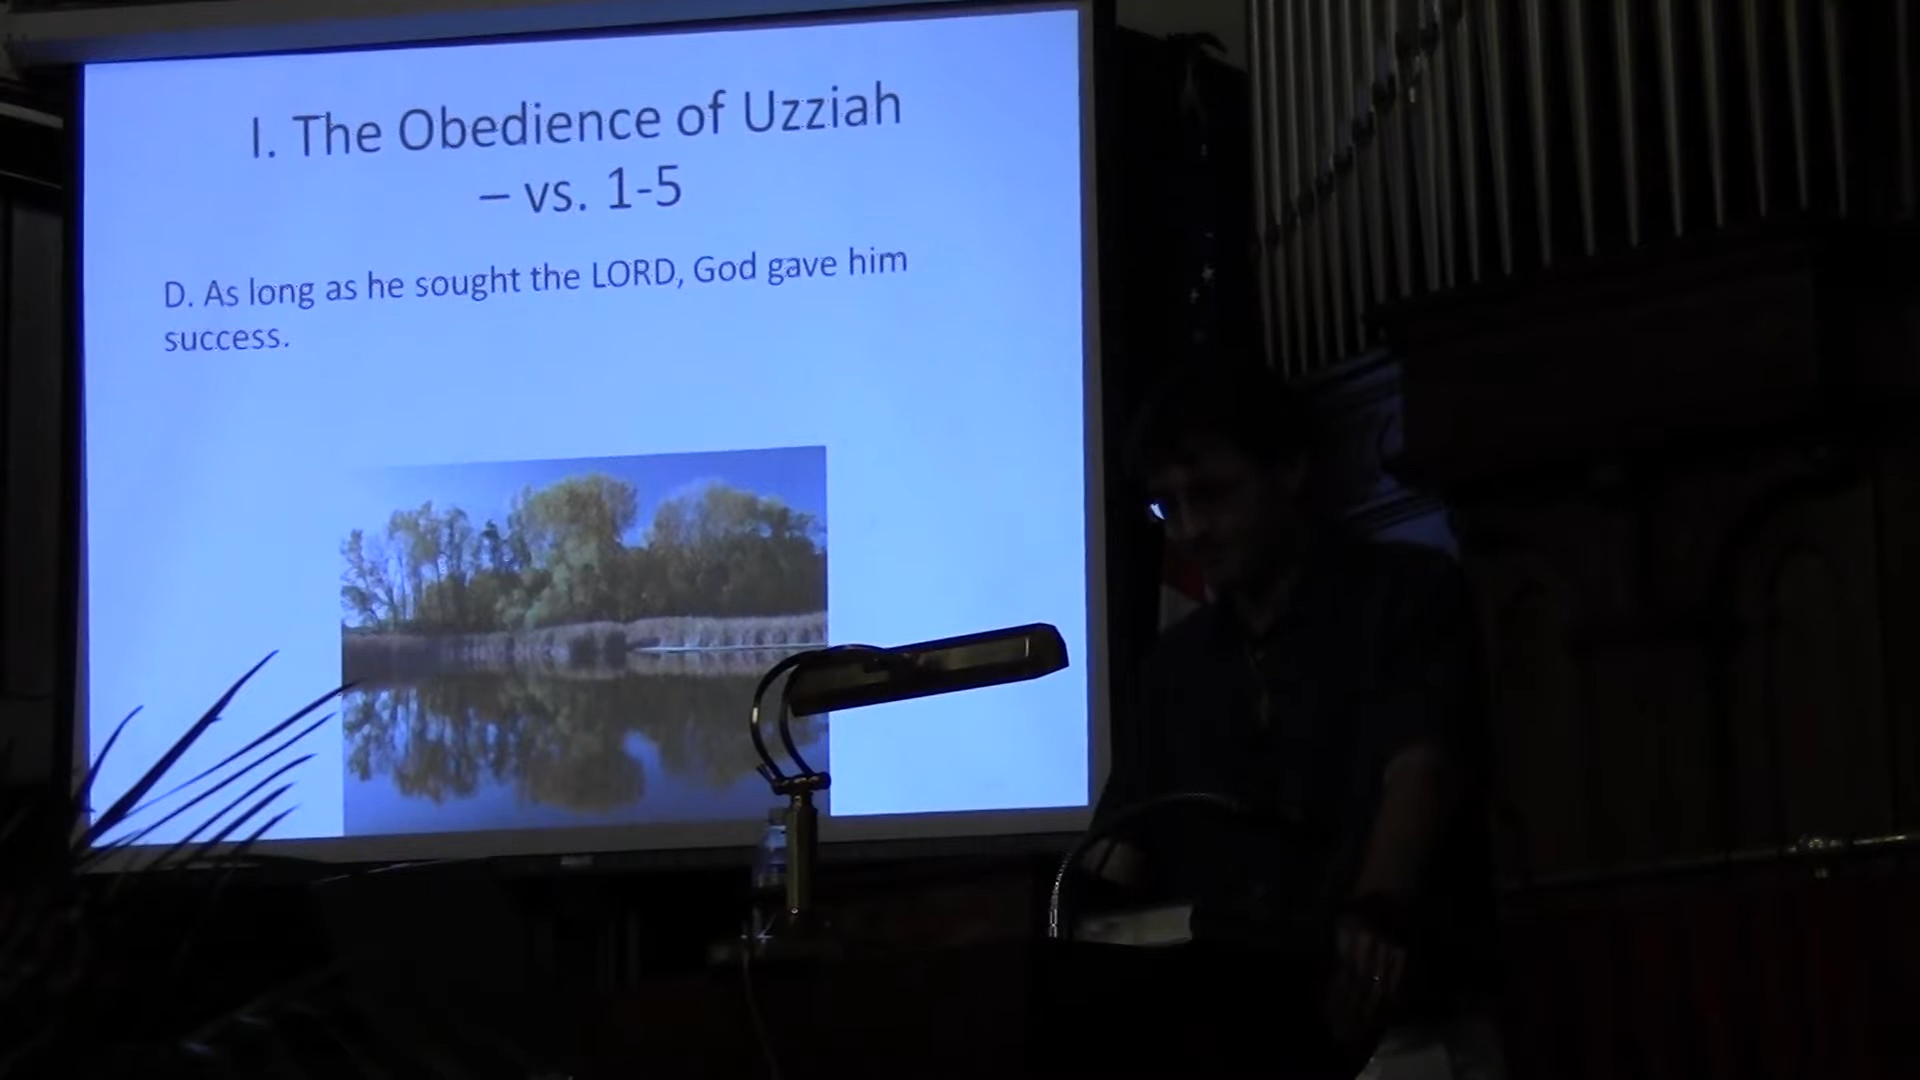 I. The Obedience of Uzziah
– vs. 1-5
D. As long as he sought the LORD, God gave him
success.